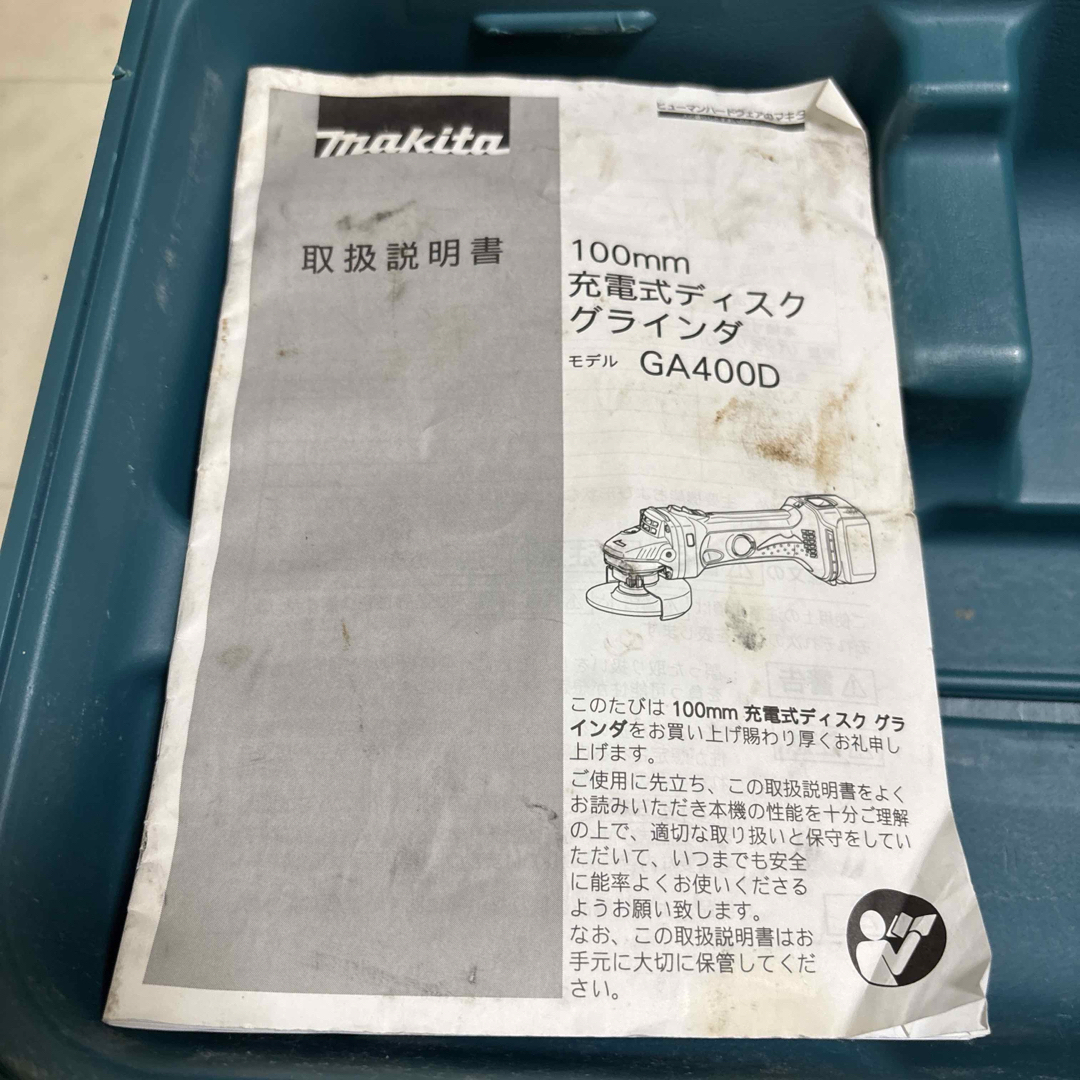 makita
ヒューマンハードウェアのマキタ
取扱説明書
100mm
充電式ディスク
グラインダ
モデル GA400D
このたびは 100mm 充電式ディスク グラ
インダをお買い上げ賜わり厚くお礼申し
上げます。
ご使用に先立ち、この取扱説明書をよく
お読みいただき本機の性能を十分ご理解
の上で、適切な取り扱いと保守をしてい
ただいて、いつまでも安全
に能率よくお使いくださる
ようお願い致します。
なお、この取扱説明書はお
手元に大切に保管してくだ
さい。